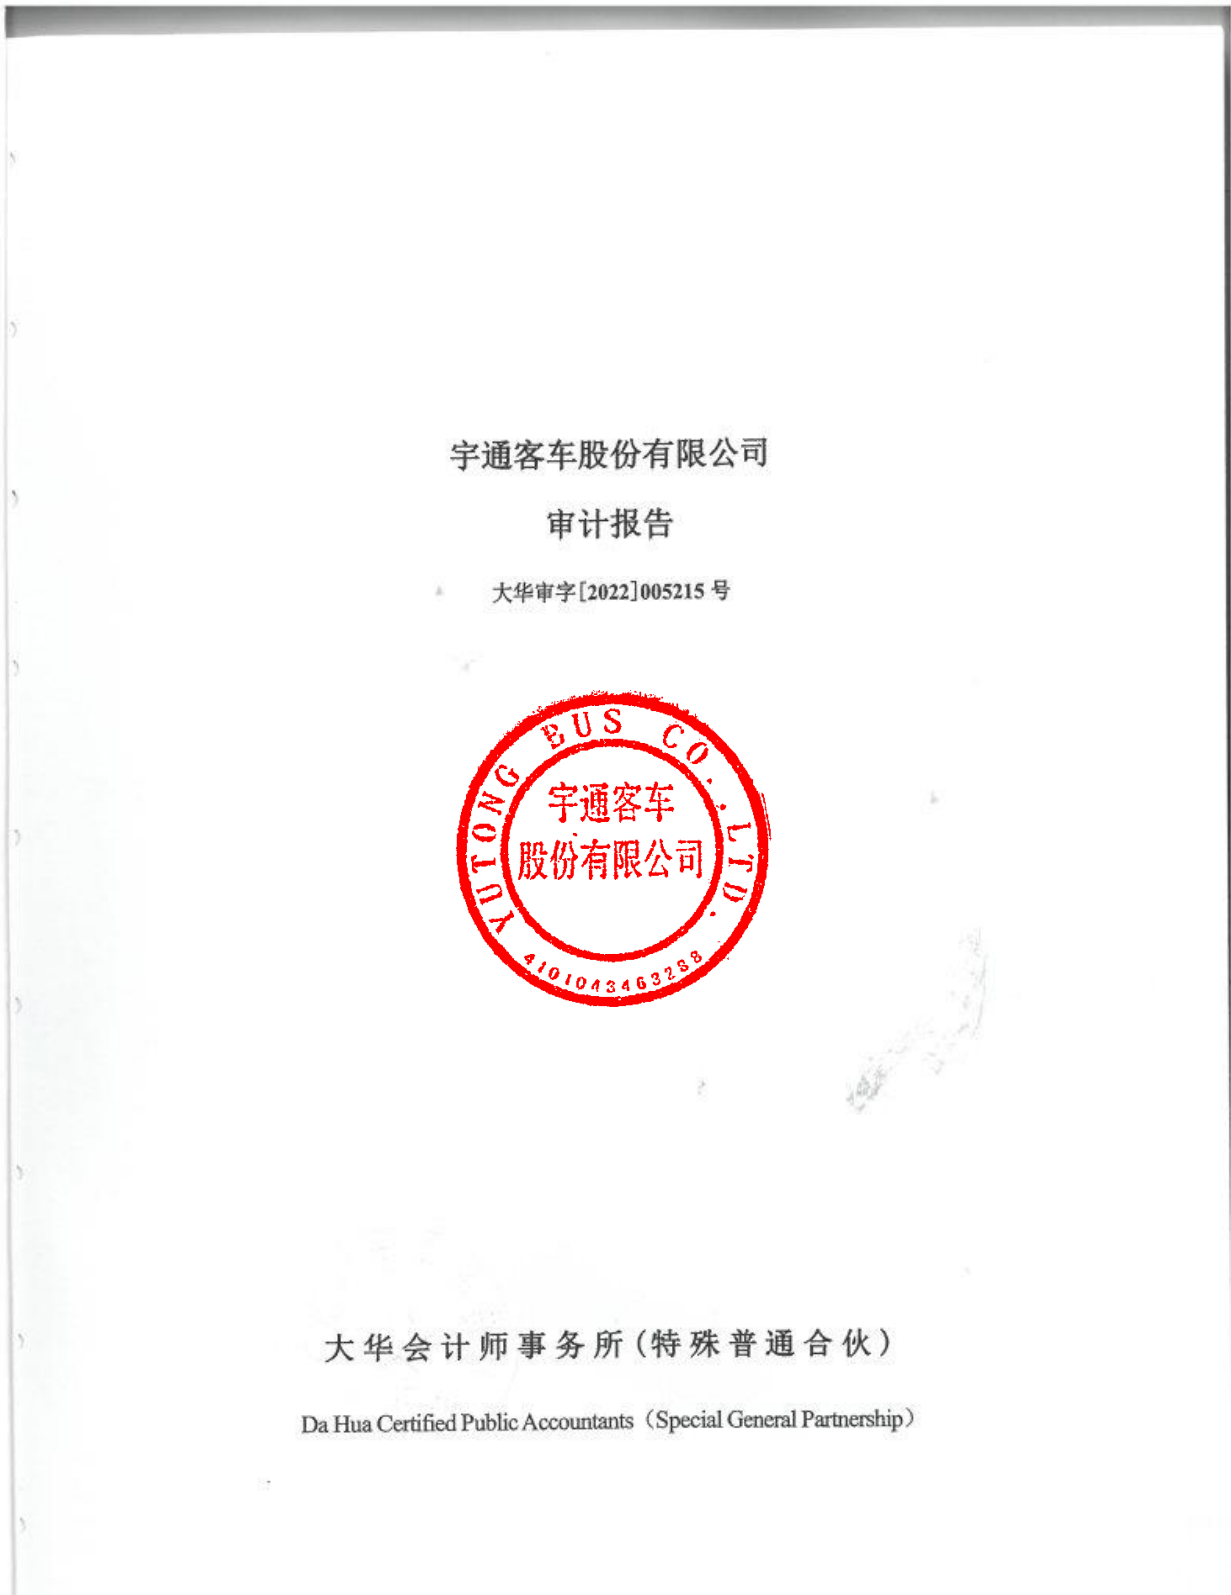 宇通客车股份有限公司
审计报告
大华审字[2022]005215号
YUTONG BUS CO.,LTD.
宇通客车
股份有限公司
4101043463288
大华会计师事务所(特殊普通合伙)
Da Hua Certified Public Accountants（Special General Partnership）